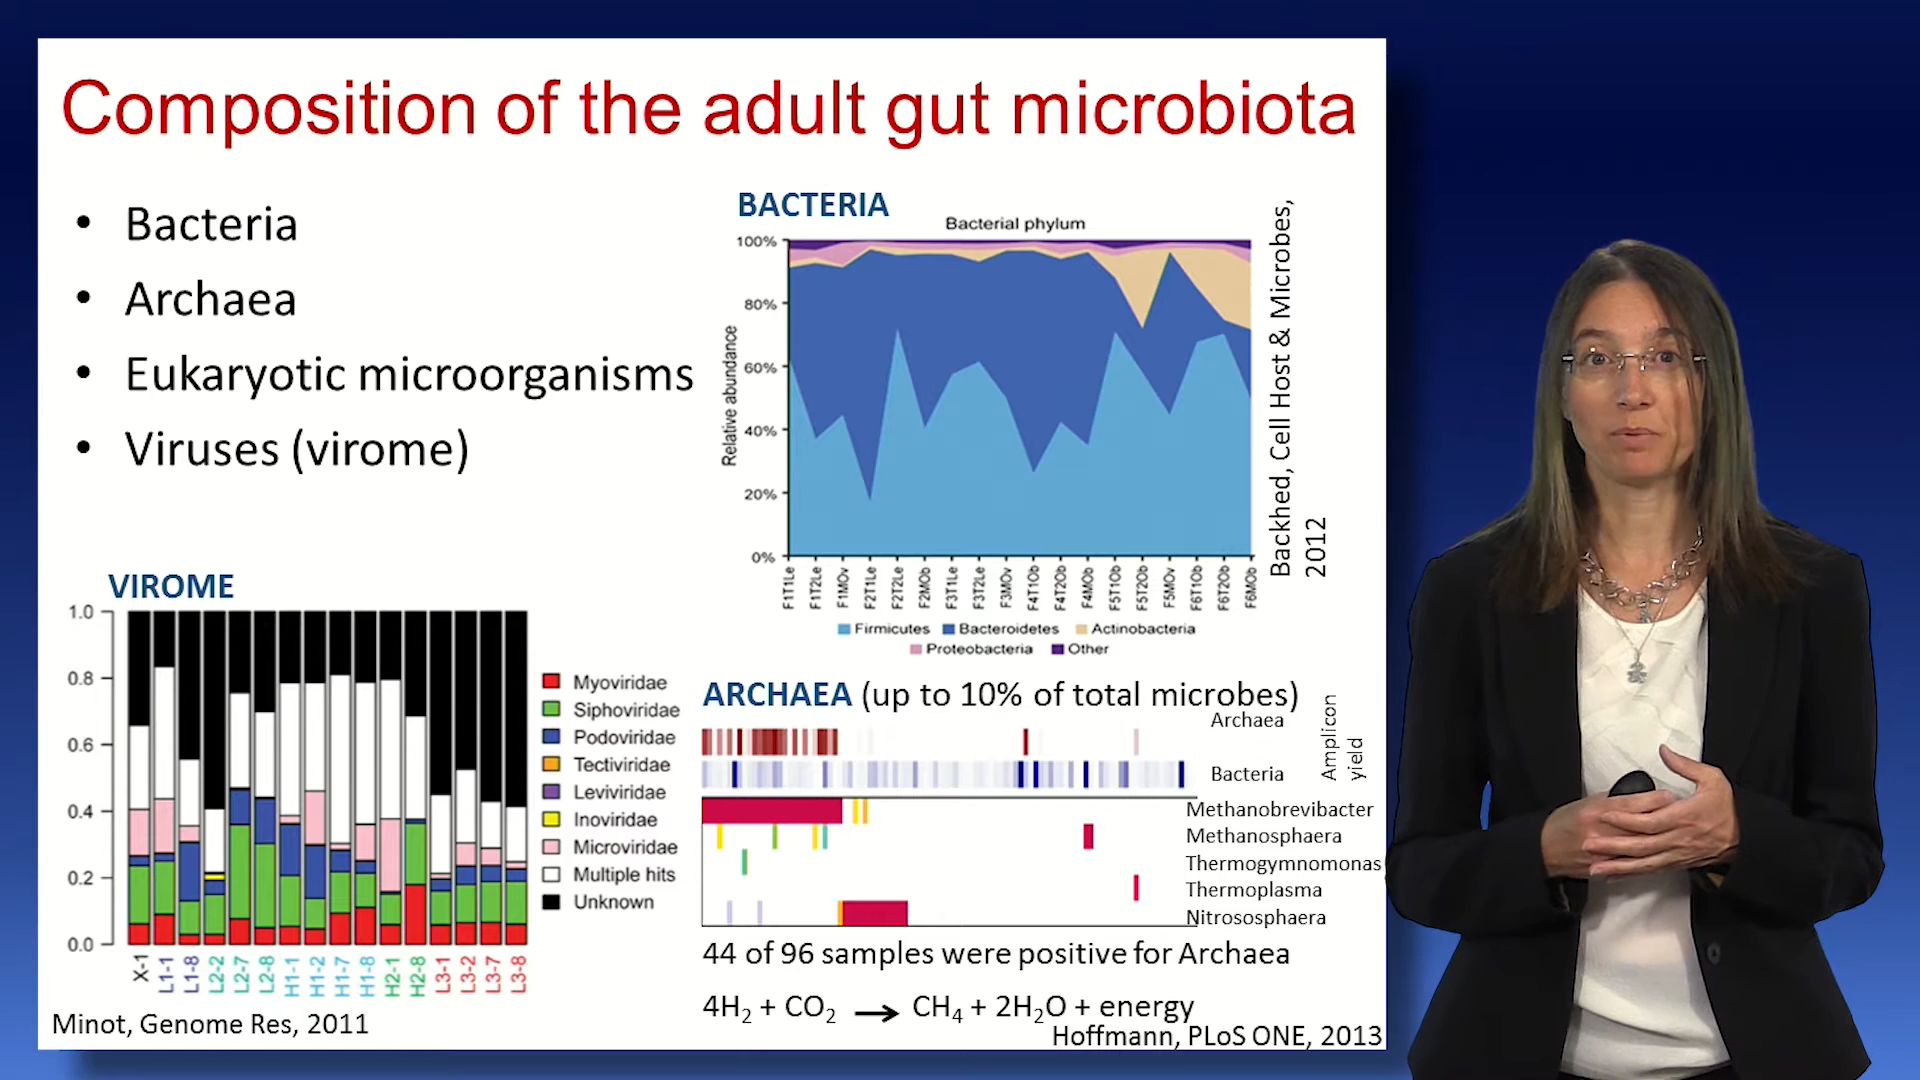 Composition of the adult gut microbiota
• Bacteria
• Archaea
• Eukaryotic microorganisms
• Viruses (virome)
BACTERIA
Bacterial phylum
100%
80%
60%
40%
20%
0%
Relative abundance
F1T1Le
F1T2Le
F1MOv
F2T1Le
F2T2Le
F2MOb
F3T1Le
F3T2Le
F3MOv
F4T1Ob
F4T2Ob
F4MOb
F5T1Ob
F5T2Ob
F5MOv
F6T1Ob
F6T2Ob
F6MOb
Firmicutes Bacteroidetes Actinobacteria
Proteobacteria Other
Backhed, Cell Host & Microbes,
2012
VIROME
1.0
0.8
0.6
0.4
0.2
0.0
X-1
L1-1
L1-8
L2-2
L2-7
L2-8
H1-1
H1-2
H1-7
H1-8
H2-1
H2-8
L3-1
L3-2
L3-7
L3-8
Myoviridae
Siphoviridae
Podoviridae
Tectiviridae
Leviviridae
Inoviridae
Microviridae
Multiple hits
Unknown
Minot, Genome Res, 2011
ARCHAEA (up to 10% of total microbes)
Archaea
Bacteria
Amplicon
yield
Methanobrevibacter
Methanosphaera
Thermogymnomonas
Thermoplasma
Nitrososphaera
44 of 96 samples were positive for Archaea
4H₂ + CO₂ → CH₄ + 2H₂O + energy
Hoffmann, PLoS ONE, 2013